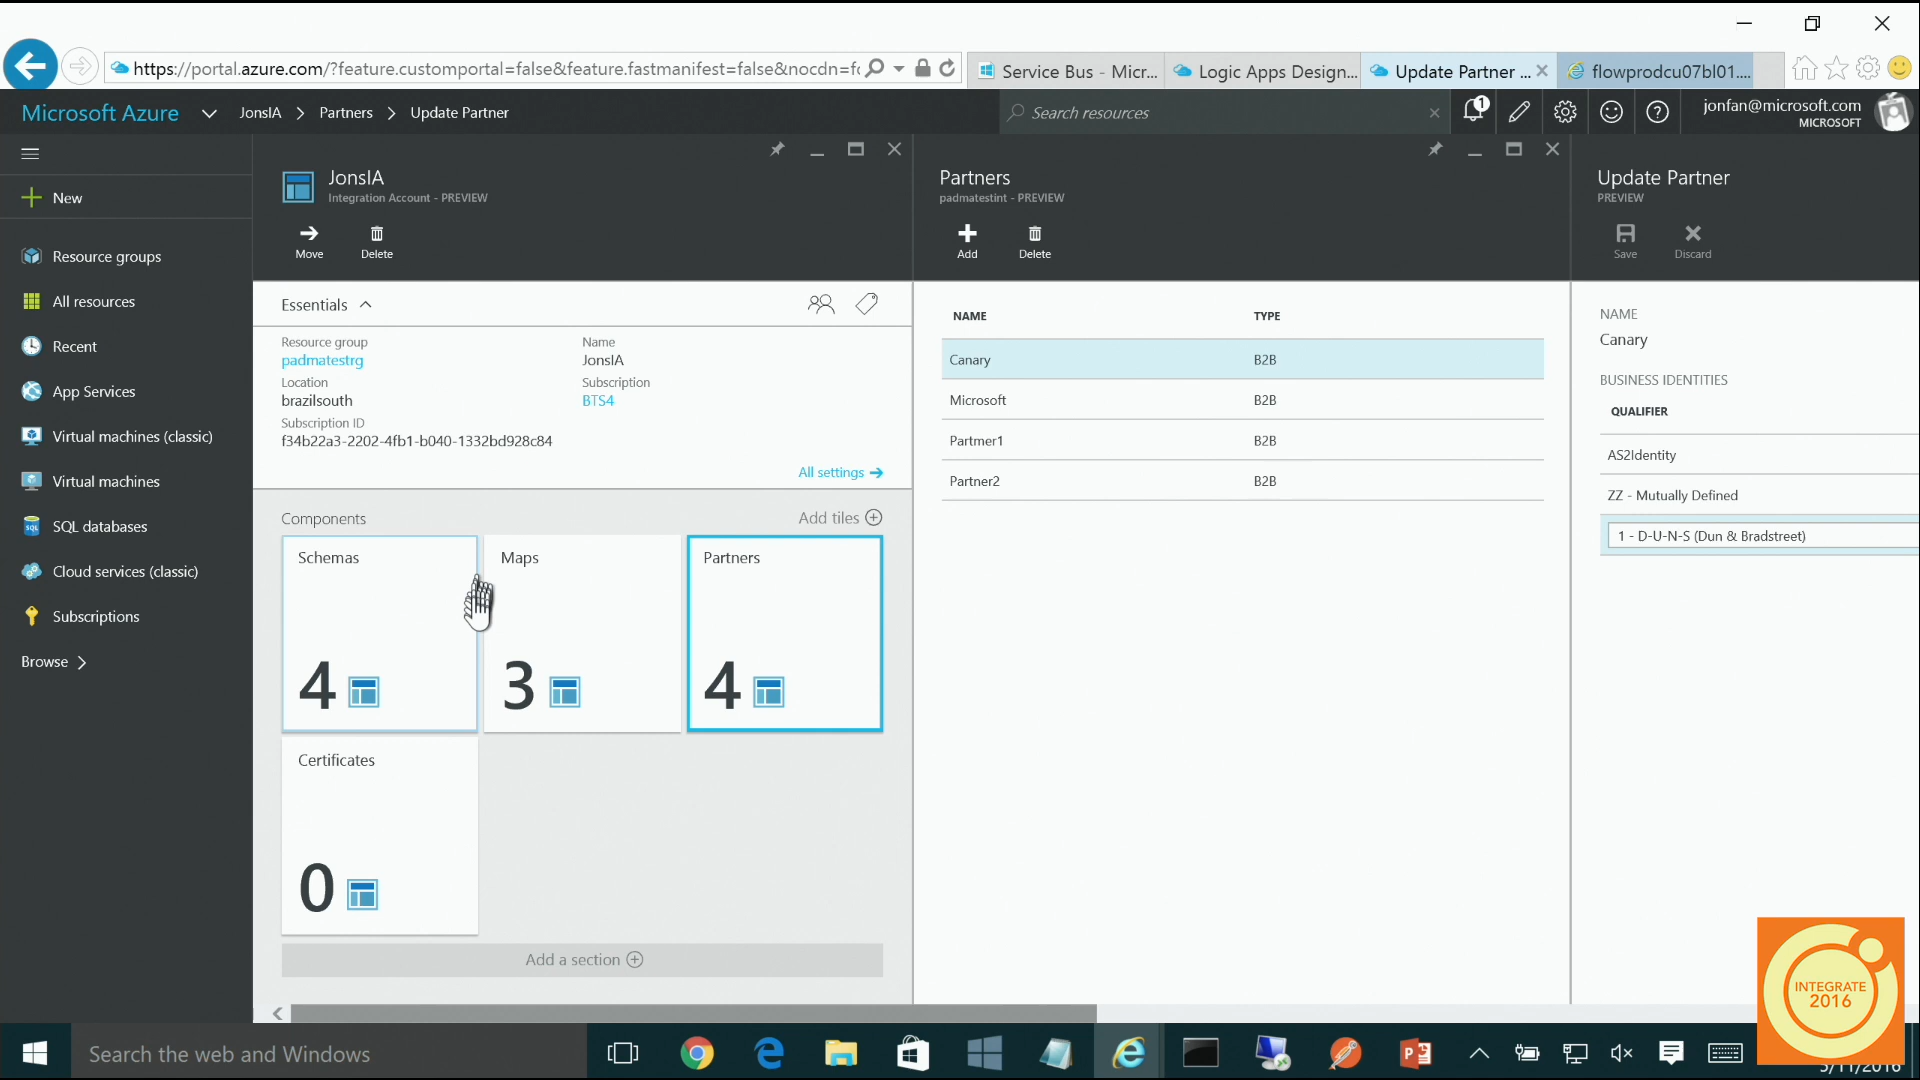 https://portal.azure.com/?feature.customportal=false&feature.fastmanifest=false&nocdn=fo
Service Bus - Micr...
Logic Apps Design...
Update Partner ...
flowprodcu07bl01....
Microsoft Azure
JonsIA > Partners > Update Partner
Search resources
1
jonfan@microsoft.com
MICROSOFT
New
Resource groups
All resources
Recent
App Services
Virtual machines (classic)
Virtual machines
SQL databases
Cloud services (classic)
Subscriptions
Browse >
JonsIA
Integration Account - PREVIEW
Move
Delete
Essentials
Resource group
padmatestrg
Name
JonsIA
Location
brazilsouth
Subscription
BTS4
Subscription ID
f34b22a3-2202-4fb1-b040-1332bd928c84
All settings
Components
Add tiles
Schemas
4
Maps
3
Partners
4
Certificates
0
Add a section
Partners
padmatestint - PREVIEW
Add
Delete
NAME TYPE
Canary B2B
Microsoft B2B
Partmer1 B2B
Partner2 B2B
Update Partner
PREVIEW
Save
Discard
NAME
Canary
BUSINESS IDENTITIES
QUALIFIER
AS2Identity
ZZ - Mutually Defined
1 - D-U-N-S (Dun & Bradstreet)
INTEGRATE
2016
Search the web and Windows
5/11/2016